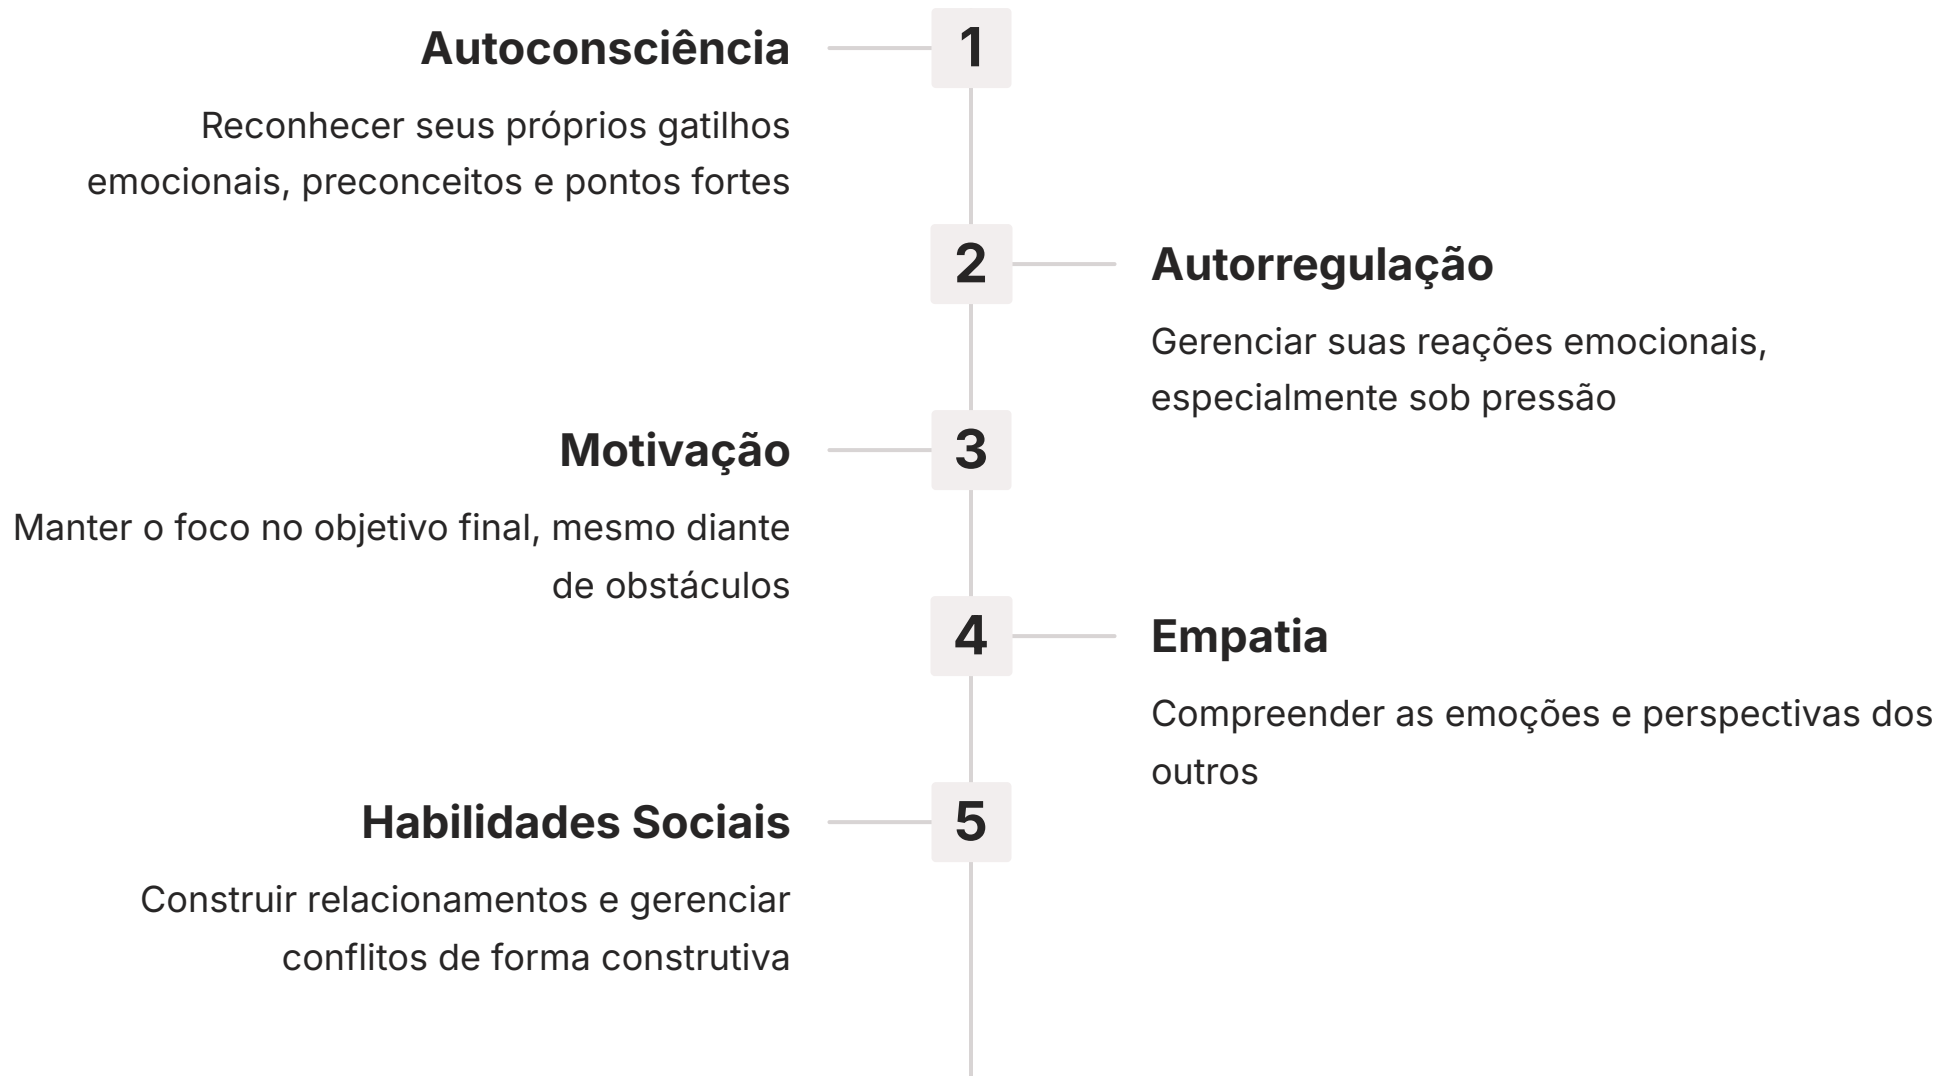 Autoconsciência
1
Reconhecer seus próprios gatilhos
emocionais, preconceitos e pontos fortes
2
Autorregulação
Gerenciar suas reações emocionais,
especialmente sob pressão
Motivação
3
Manter o foco no objetivo final, mesmo diante
de obstáculos
4
Empatia
Compreender as emoções e perspectivas dos
outros
Habilidades Sociais
5
Construir relacionamentos e gerenciar
conflitos de forma construtiva